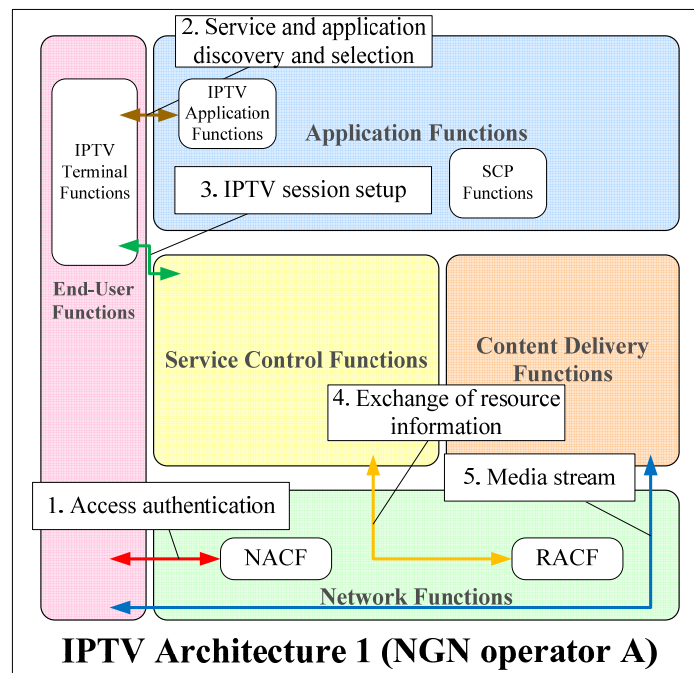 2. Service and application
discovery and selection
IPTV
Application
Functions
Application Functions
IPTV
Terminal
Functions
SCP
Functions
3. IPTV session setup
End-User
Functions
Service Control Functions
Content Delivery
Functions
4. Exchange of resource
information
5. Media stream
1. Access authentication
NACF
RACF
Network Functions
IPTV Architecture 1 (NGN operator A)